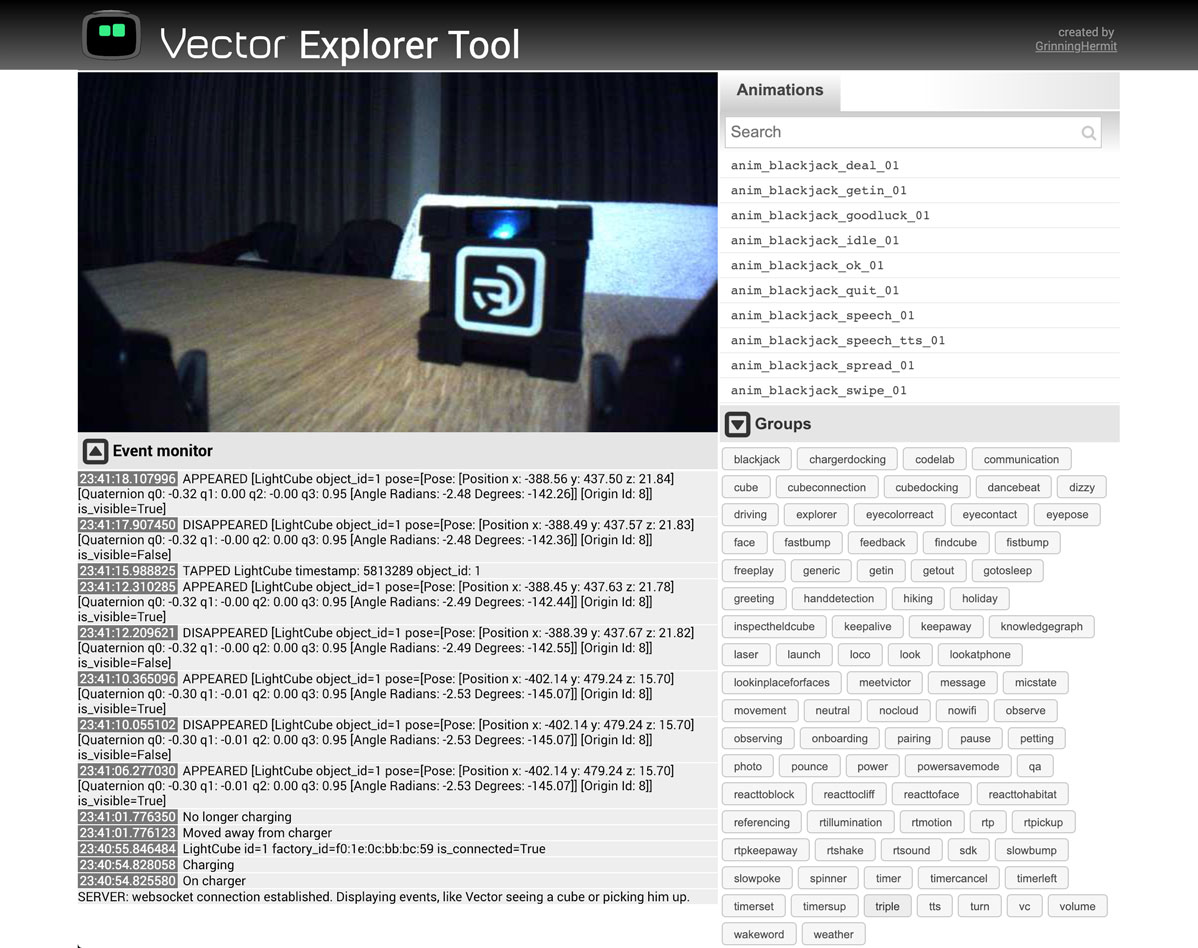 Vector Explorer Tool
created by
GrinningHermit
Animations
Search
anim_blackjack_deal_01
anim_blackjack_getin_01
anim_blackjack_goodluck_01
anim_blackjack_idle_01
anim_blackjack_ok_01
anim_blackjack_quit_01
anim_blackjack_speech_01
anim_blackjack_speech_tts_01
anim_blackjack_spread_01
anim_blackjack_swipe_01
Event monitor
23:41:18.107996 APPEARED [LightCube object_id=1 pose=[Pose: [Position x: -388.56 y: 437.50 z: 21.84]
[Quaternion q0: -0.32 q1: 0.00 q2: -0.00 q3: 0.95 [Angle Radians: -2.48 Degrees: -142.26]] [Origin Id: 8]]
is_visible=True]
23:41:17.907450 DISAPPEARED [LightCube object_id=1 pose=[Pose: [Position x: -388.49 y: 437.57 z: 21.83]
[Quaternion q0: -0.32 q1: -0.00 q2: 0.00 q3: 0.95 [Angle Radians: -2.48 Degrees: -142.36]] [Origin Id: 8]]
is_visible=False]
23:41:15.988825 TAPPED LightCube timestamp: 5813289 object_id: 1
23:41:12.310285 APPEARED [LightCube object_id=1 pose=[Pose: [Position x: -388.45 y: 437.63 z: 21.78]
[Quaternion q0: -0.32 q1: -0.00 q2: 0.00 q3: 0.95 [Angle Radians: -2.49 Degrees: -142.44]] [Origin Id: 8]]
is_visible=True]
23:41:12.209621 DISAPPEARED [LightCube object_id=1 pose=[Pose: [Position x: -388.39 y: 437.67 z: 21.82]
[Quaternion q0: -0.32 q1: -0.00 q2: 0.00 q3: 0.95 [Angle Radians: -2.49 Degrees: -142.55]] [Origin Id: 8]]
is_visible=False]
23:41:10.365096 APPEARED [LightCube object_id=1 pose=[Pose: [Position x: -402.14 y: 479.24 z: 15.70]
[Quaternion q0: -0.30 q1: -0.01 q2: 0.00 q3: 0.95 [Angle Radians: -2.53 Degrees: -145.07]] [Origin Id: 8]]
is_visible=True]
23:41:10.055102 DISAPPEARED [LightCube object_id=1 pose=[Pose: [Position x: -402.14 y: 479.24 z: 15.70]
[Quaternion q0: -0.30 q1: -0.01 q2: 0.00 q3: 0.95 [Angle Radians: -2.53 Degrees: -145.07]] [Origin Id: 8]]
is_visible=False]
23:41:06.277030 APPEARED [LightCube object_id=1 pose=[Pose: [Position x: -402.14 y: 479.24 z: 15.70]
[Quaternion q0: -0.30 q1: -0.01 q2: 0.00 q3: 0.95 [Angle Radians: -2.53 Degrees: -145.07]] [Origin Id: 8]]
is_visible=True]
23:41:01.776350 No longer charging
23:41:01.776123 Moved away from charger
23:40:55.846484 LightCube id=1 factory_id=f0:1e:0c:bb:bc:59 is_connected=True
23:40:54.828058 Charging
23:40:54.825580 On charger
SERVER: websocket connection established. Displaying events, like Vector seeing a cube or picking him up.
Groups
blackjack chargerdocking codelab communication
cube cubeconnection cubedocking dancebeat dizzy
driving explorer eyecolorreact eyecontact eyepose
face fastbump feedback findcube fistbump
freeplay generic getin getout gotosleep
greeting handdetection hiking holiday
inspectheldcube keepalive keepaway knowledgegraph
laser launch loco look lookatphone
lookinplaceforfaces meetvictor message micstate
movement neutral nocloud nowifi observe
observing onboarding pairing pause petting
photo pounce power powersavemode qa
reacttoblock reacttocliff reacttoface reacttohabitat
referencing rtillumination rtmotion rtp rtpickup
rtpkeepaway rtshake rtsound sdk slowbump
slowpoke spinner timer timercancel timerleft
timerset timersup triple tts turn vc volume
wakeword weather